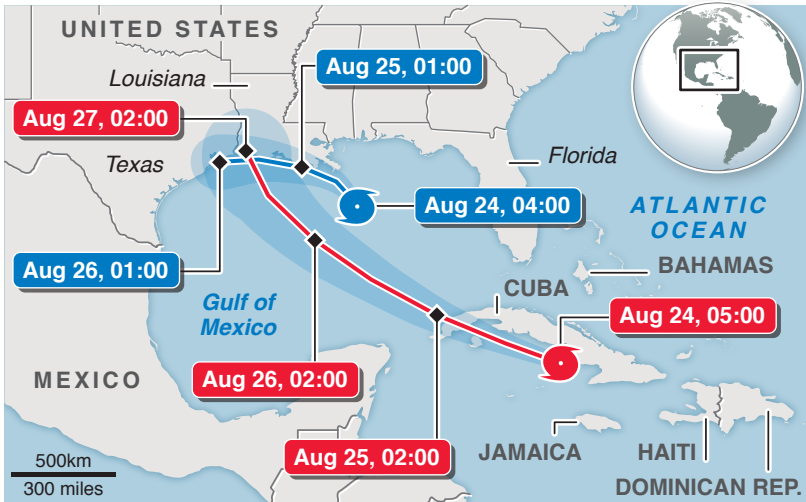 UNITED STATES
Aug 25, 01:00
Louisiana
Aug 27, 02:00
Texas
Florida
Aug 24, 04:00
ATLANTIC
OCEAN
Aug 26, 01:00
BAHAMAS
CUBA
Gulf of
Mexico
Aug 24, 05:00
MEXICO
Aug 26, 02:00
Aug 25, 02:00
JAMAICA
HAITI
DOMINICAN REP.
500km
300 miles